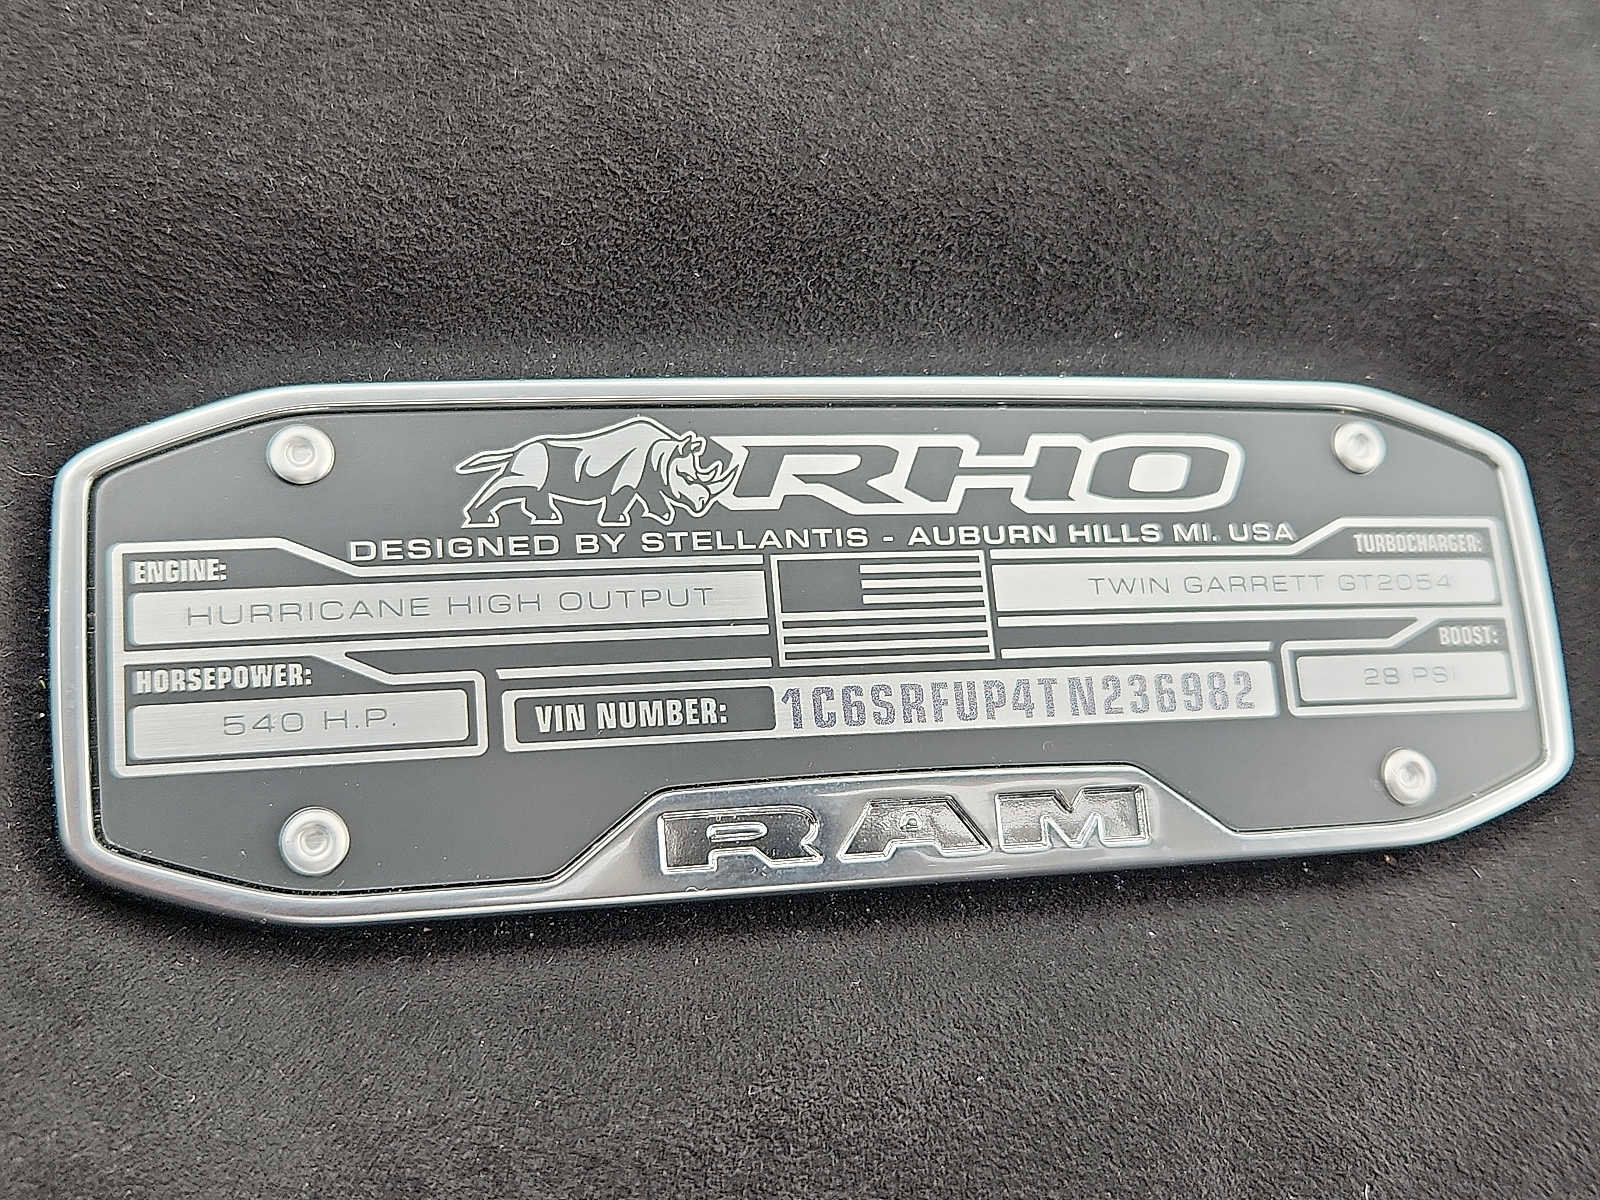 RHO
DESIGNED BY STELLANTIS - AUBURN HILLS MI. USA
ENGINE:
HURRICANE HIGH OUTPUT
TURBOCHARGER:
TWIN GARRETT GT2054
HORSEPOWER:
540 H.P.
VIN NUMBER: 1C6SRFUP4TN236982
BOOST:
28 PSI
RAM